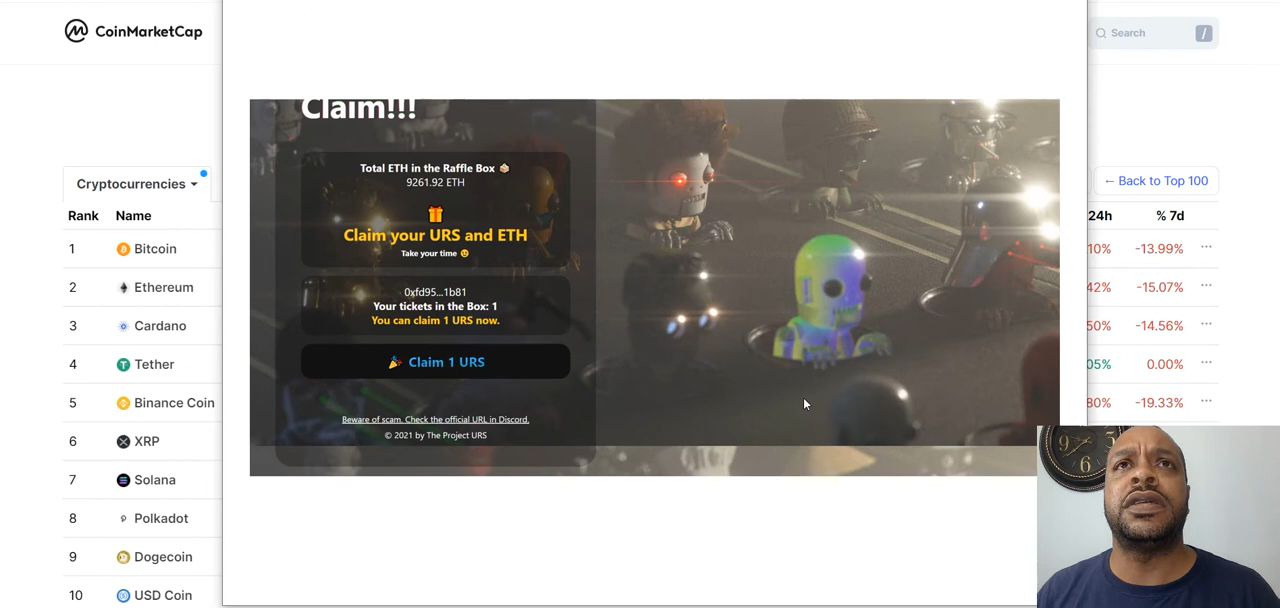 CoinMarketCap
Search /
Cryptocurrencies
← Back to Top 100
Rank Name
24h % 7d
1 Bitcoin
10% -13.99%
2 Ethereum
42% -15.07%
3 Cardano
50% -14.56%
4 Tether
05% 0.00%
5 Binance Coin
80% -19.33%
6 XRP
7 Solana
8 Polkadot
9 Dogecoin
10 USD Coin
Claim!!!
Total ETH in the Raffle Box
9261.92 ETH
Claim your URS and ETH
Take your time
0xfd95...1b81
Your tickets in the Box: 1
You can claim 1 URS now.
Claim 1 URS
Beware of scam. Check the official URL in Discord.
© 2021 by The Project URS